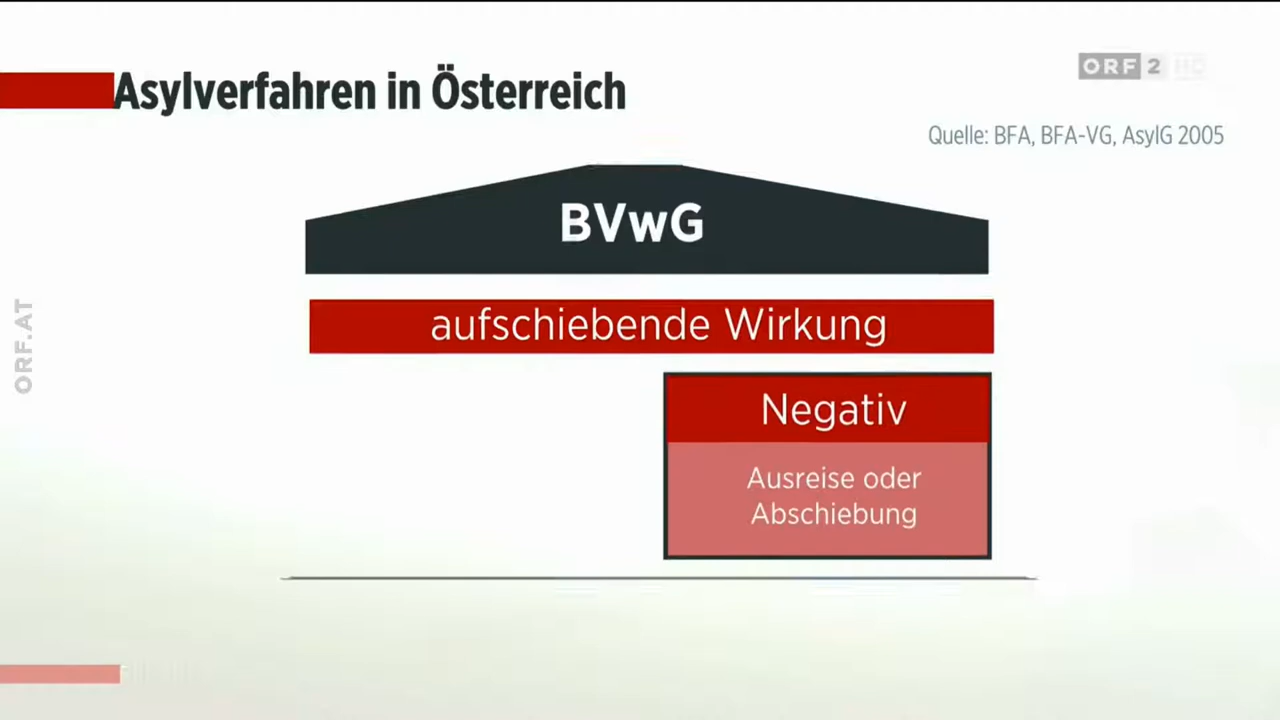 Asylverfahren in Österreich
ORF 2 HD
Quelle: BFA, BFA-VG, AsylG 2005
BVwG
aufschiebende Wirkung
Negativ
Ausreise oder
Abschiebung
ORF.AT